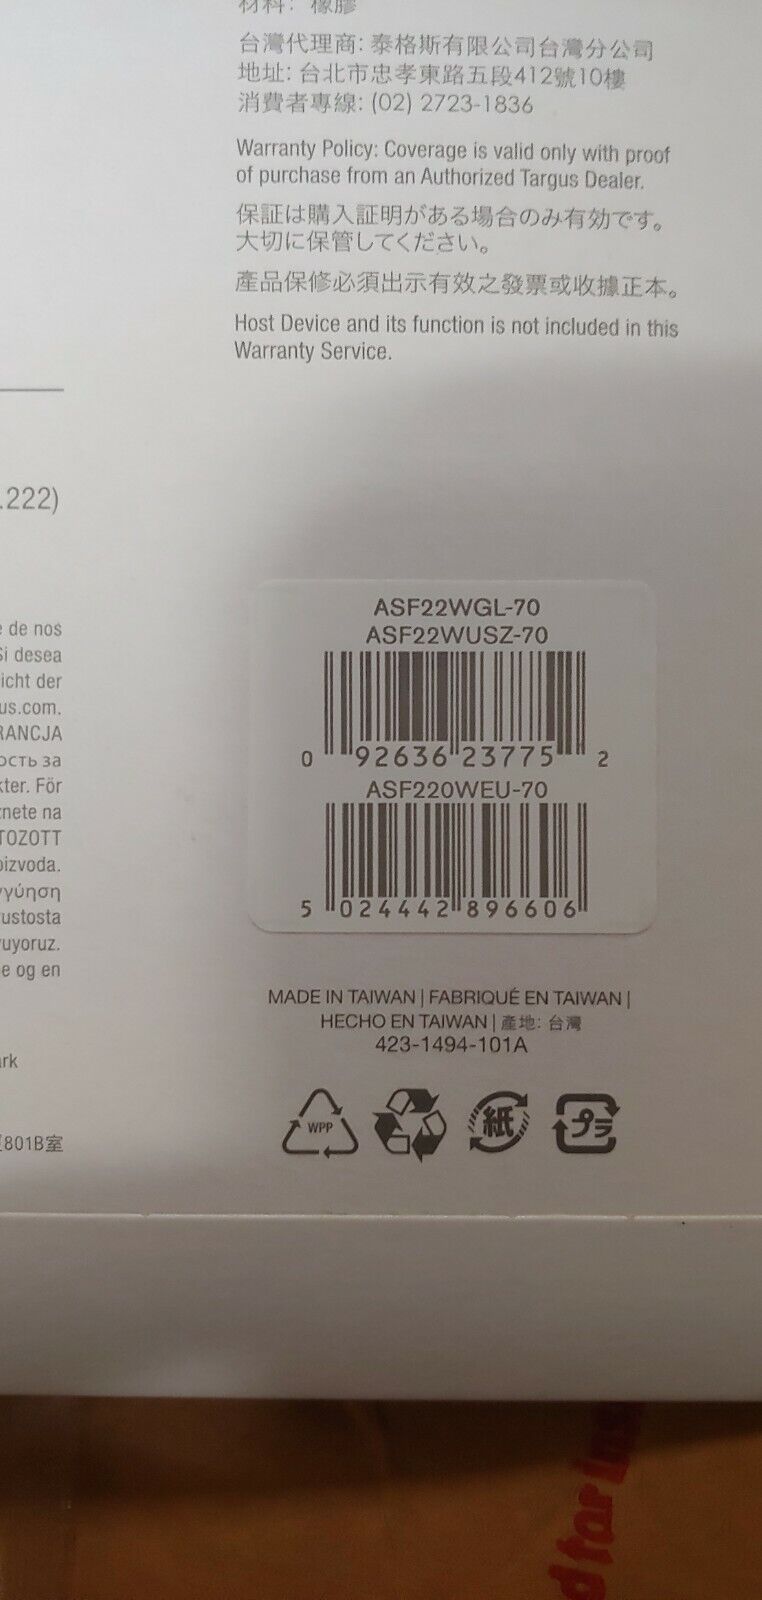 材料: 橡膠
台灣代理商: 泰格斯有限公司台灣分公司
地址: 台北市忠孝東路五段412號10樓
消費者專線: (02) 2723-1836
Warranty Policy: Coverage is valid only with proof
of purchase from an Authorized Targus Dealer.
保証は購入証明がある場合のみ有効です。
大切に保管してください。
產品保修必須出示有效之發票或收據正本。
Host Device and its function is not included in this
Warranty Service.
.222)
e de nos
Si desea
icht der
us.com.
RANCJA
ость за
kter. För
znete na
TOZOTT
oizvoda.
γγύηση
ustosta
uyoruz.
e og en
ark
801B室
ASF22WGL-70
ASF22WUSZ-70
0 92636 23775 2
ASF220WEU-70
5 024442 896606
MADE IN TAIWAN | FABRIQUÉ EN TAIWAN |
HECHO EN TAIWAN | 產地: 台灣
423-1494-101A
WPP
紙
プラ
d for